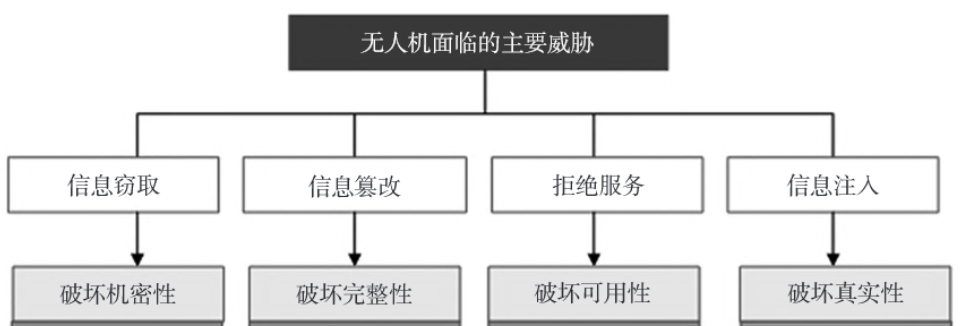 无人机面临的主要威胁
信息窃取
信息篡改
拒绝服务
信息注入
破坏机密性
破坏完整性
破坏可用性
破坏真实性